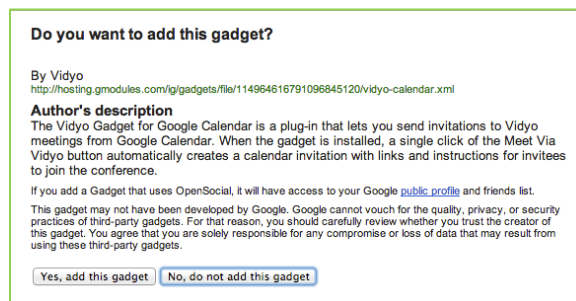 Do you want to add this gadget?
By Vidyo
http://hosting.gmodules.com/ig/gadgets/file/114964616791096845120/vidyo-calendar.xml
Author's description
The Vidyo Gadget for Google Calendar is a plug-in that lets you send invitations to Vidyo
meetings from Google Calendar. When the gadget is installed, a single click of the Meet Via
Vidyo button automatically creates a calendar invitation with links and instructions for invitees
to join the conference.
If you add a Gadget that uses OpenSocial, it will have access to your Google public profile and friends list.
This gadget may not have been developed by Google. Google cannot vouch for the quality, privacy, or security
practices of third-party gadgets. For that reason, you should carefully review whether you trust the creator of
this gadget. You agree that you are solely responsible for any compromise or loss of data that may result from
using these third-party gadgets.
Yes, add this gadget No, do not add this gadget